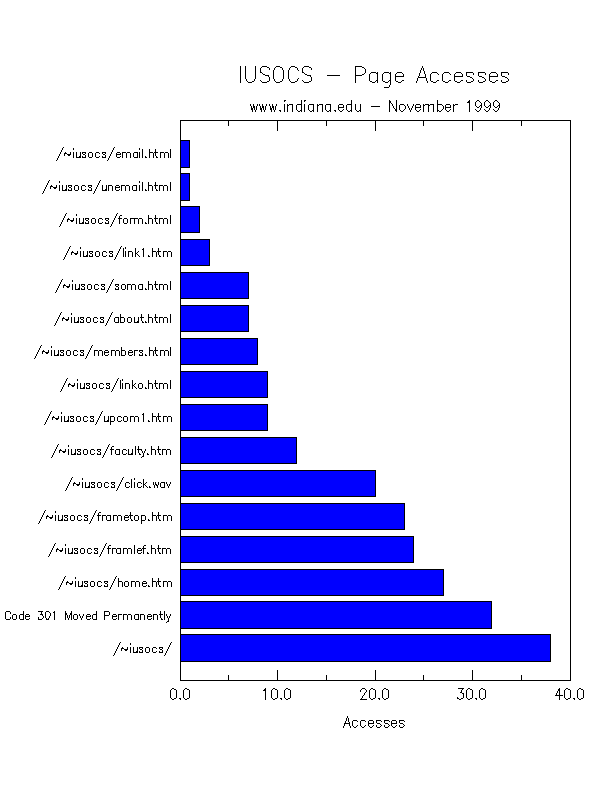 IUSOCS – Page Accesses
www.indiana.edu – November 1999
/~iusocs/email.html
/~iusocs/unemail.html
/~iusocs/form.html
/~iusocs/link1.htm
/~iusocs/soma.html
/~iusocs/about.html
/~iusocs/members.html
/~iusocs/linko.html
/~iusocs/upcom1.htm
/~iusocs/faculty.htm
/~iusocs/click.wav
/~iusocs/frametop.htm
/~iusocs/framlef.htm
/~iusocs/home.htm
Code 301 Moved Permanently
/~iusocs/
0.0 10.0 20.0 30.0 40.0
Accesses